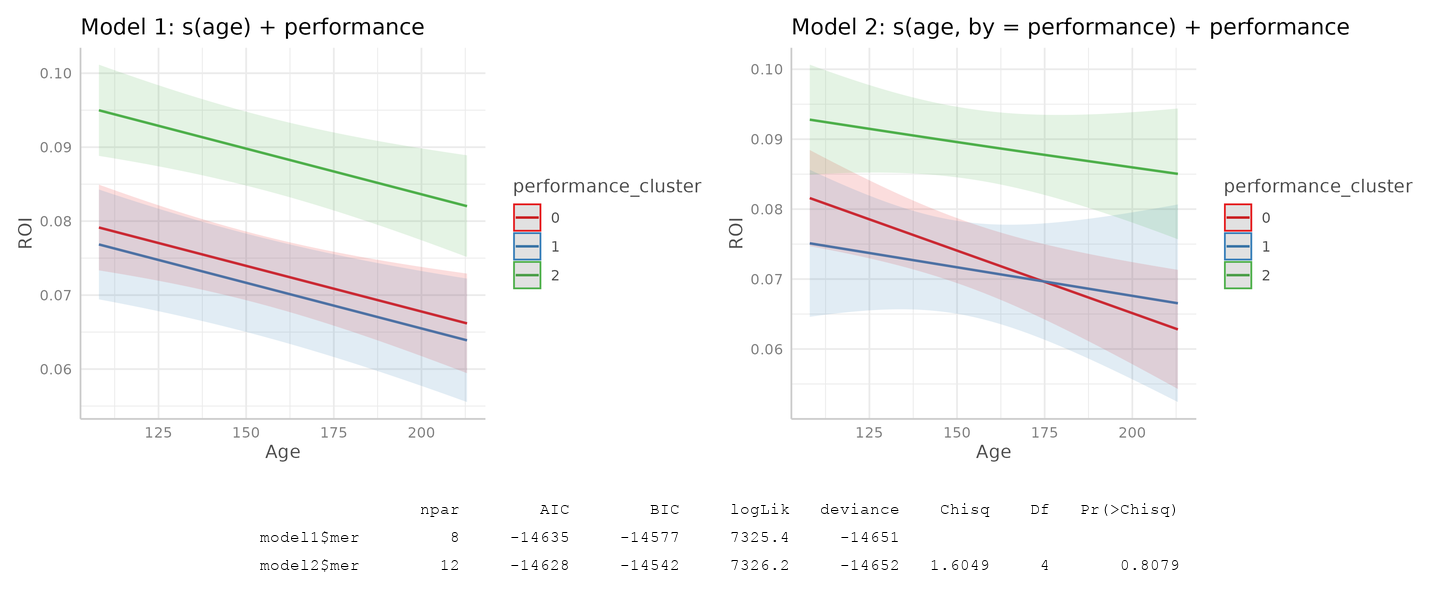 Model 1: s(age) + performance
0.10
0.09
0.08
0.07
0.06
ROI
125 150 175 200
Age
performance_cluster
0
1
2
Model 2: s(age, by = performance) + performance
0.10
0.09
0.08
0.07
0.06
ROI
125 150 175 200
Age
performance_cluster
0
1
2
npar AIC BIC logLik deviance Chisq Df Pr(>Chisq)
model1$mer 8 -14635 -14577 7325.4 -14651
model2$mer 12 -14628 -14542 7326.2 -14652 1.6049 4 0.8079